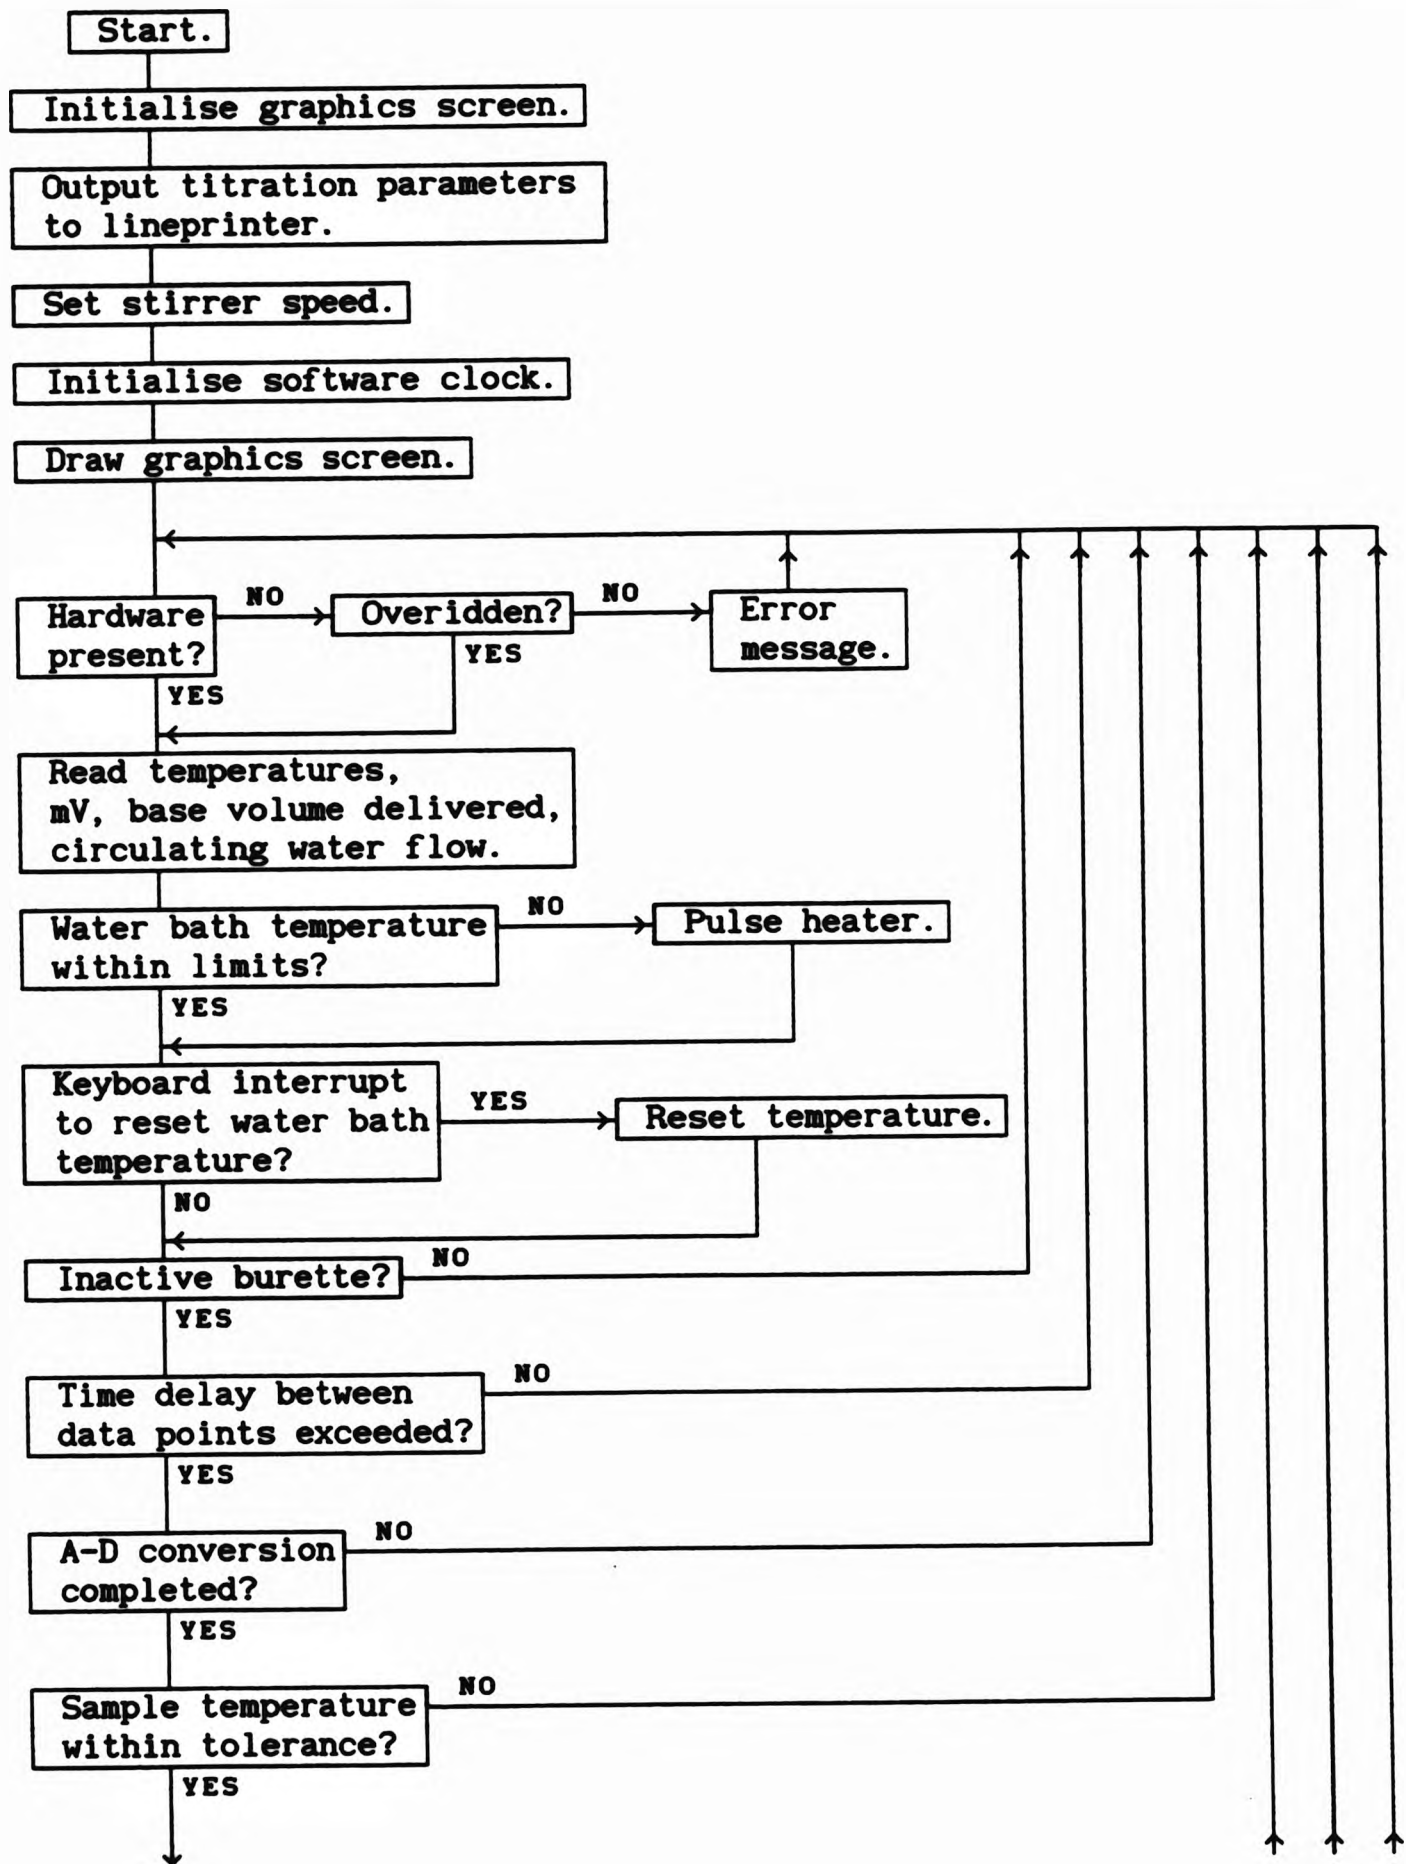 Start.
Initialise graphics screen.
Output titration parameters
to lineprinter.
Set stirrer speed.
Initialise software clock.
Draw graphics screen.
Hardware
present?
NO
Overidden?
NO
Error
message.
YES
YES
Read temperatures,
mV, base volume delivered,
circulating water flow.
Water bath temperature
within limits?
NO
Pulse heater.
YES
Keyboard interrupt
to reset water bath
temperature?
YES
Reset temperature.
NO
Inactive burette?
NO
YES
Time delay between
data points exceeded?
NO
YES
A-D conversion
completed?
NO
YES
Sample temperature
within tolerance?
NO
YES